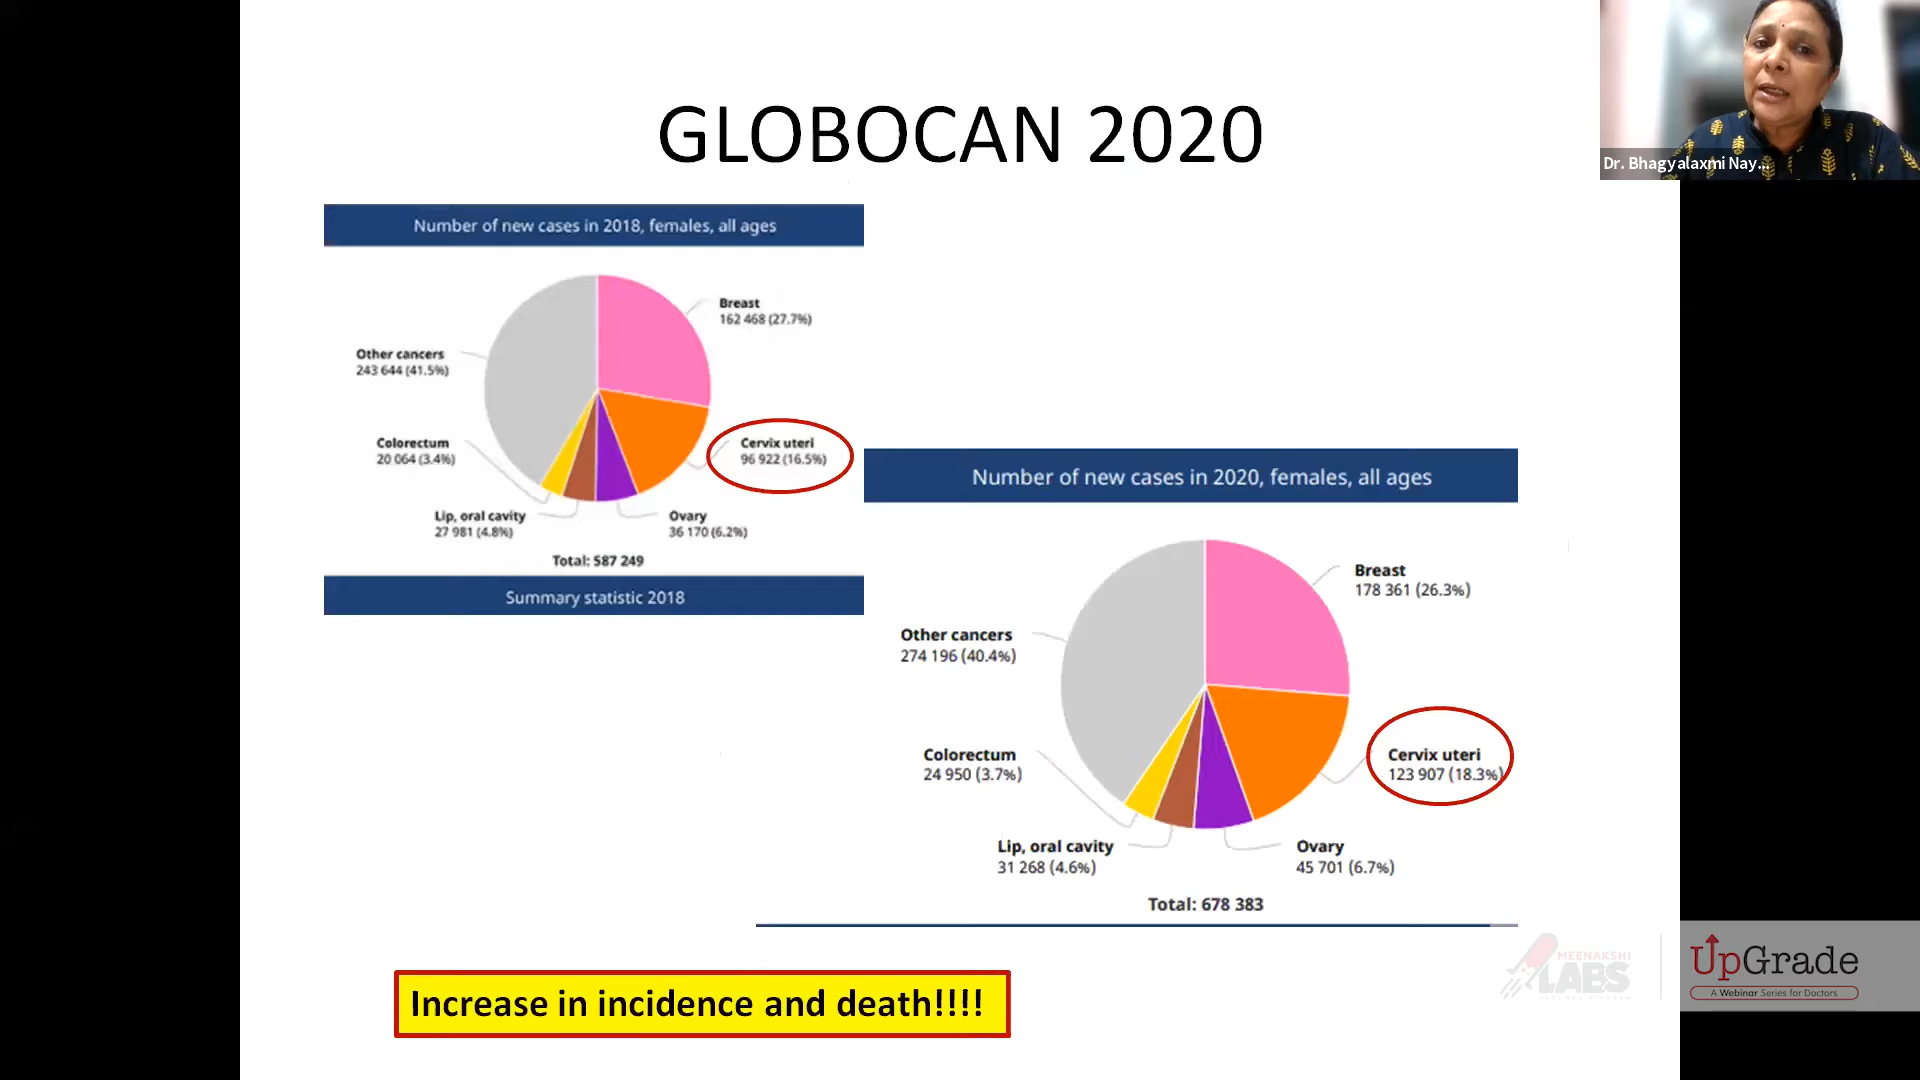 GLOBOCAN 2020
Dr. Bhagyalaxmi Nay...
Number of new cases in 2018, females, all ages
Breast
162 468 (27.7%)
Other cancers
243 644 (41.5%)
Cervix uteri
96 922 (16.5%)
Colorectum
20 064 (3.4%)
Lip, oral cavity
27 981 (4.8%)
Ovary
36 170 (6.2%)
Total: 587 249
Summary statistic 2018
Number of new cases in 2020, females, all ages
Breast
178 361 (26.3%)
Other cancers
274 196 (40.4%)
Cervix uteri
123 907 (18.3%)
Colorectum
24 950 (3.7%)
Lip, oral cavity
31 268 (4.6%)
Ovary
45 701 (6.7%)
Total: 678 383
Increase in incidence and death!!!!
MEENAKSHI
LABS
UpGrade
A Webinar Series for Doctors